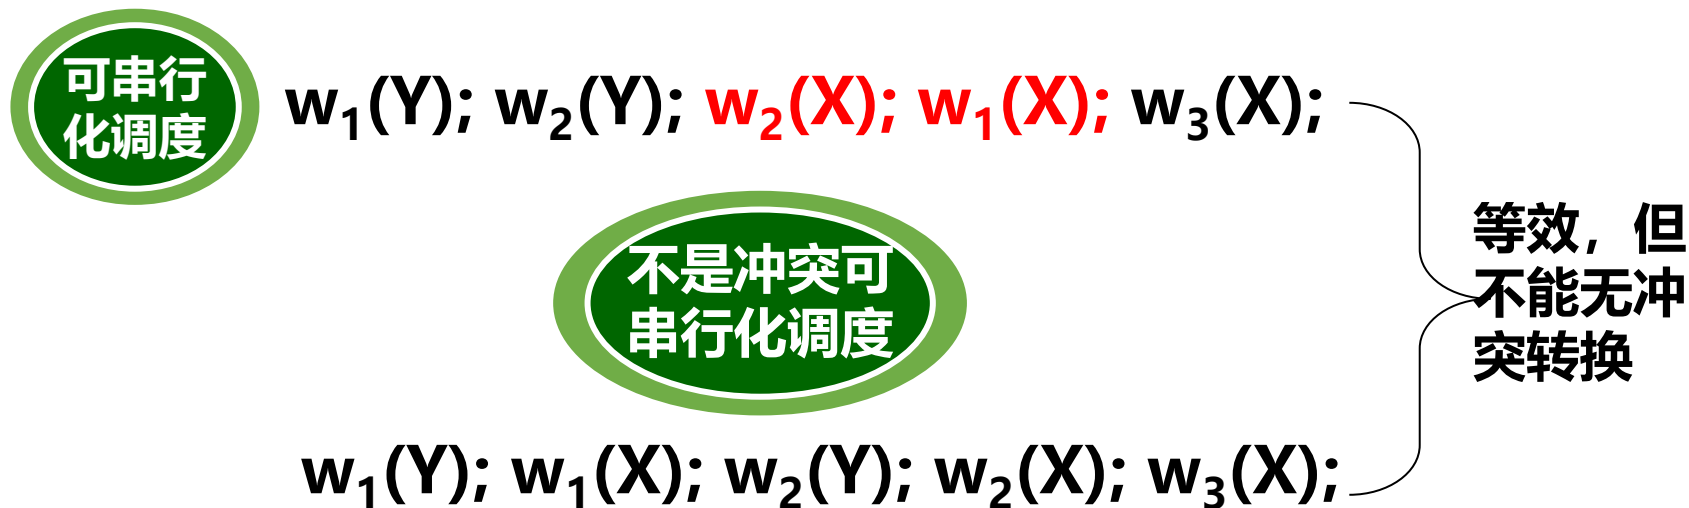 可串行
化调度
w₁(Y); w₂(Y); w₂(X); w₁(X); w₃(X);
不是冲突可
串行化调度
等效，但
不能无冲
突转换
w₁(Y); w₁(X); w₂(Y); w₂(X); w₃(X);